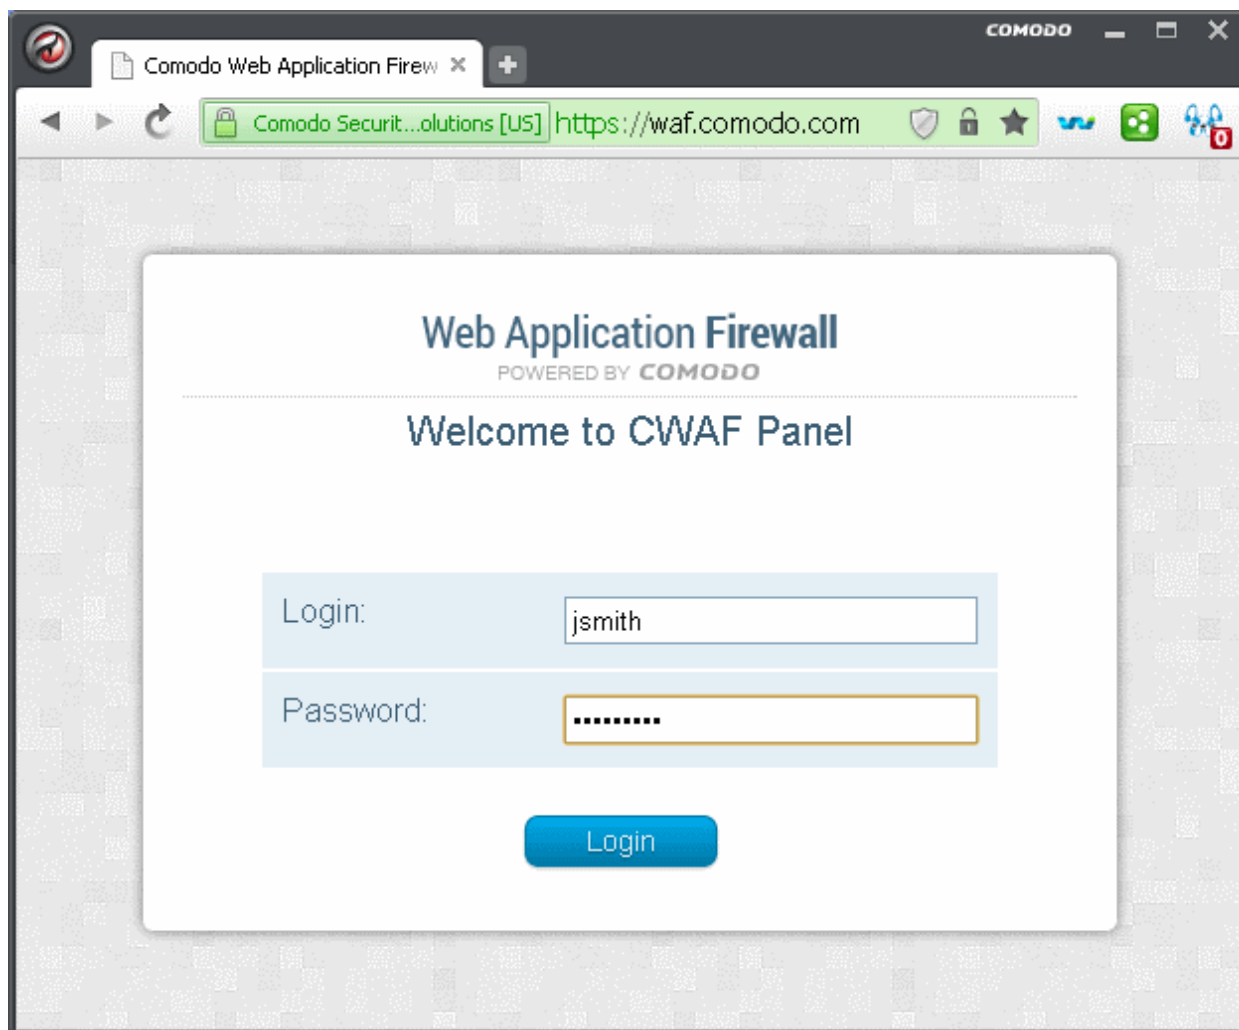 COMODO
Comodo Web Application Firew
Comodo Securit...olutions [US] https://waf.comodo.com
0
Web Application Firewall
POWERED BY COMODO
Welcome to CWAF Panel
Login: jsmith
Password: •••••••••
Login